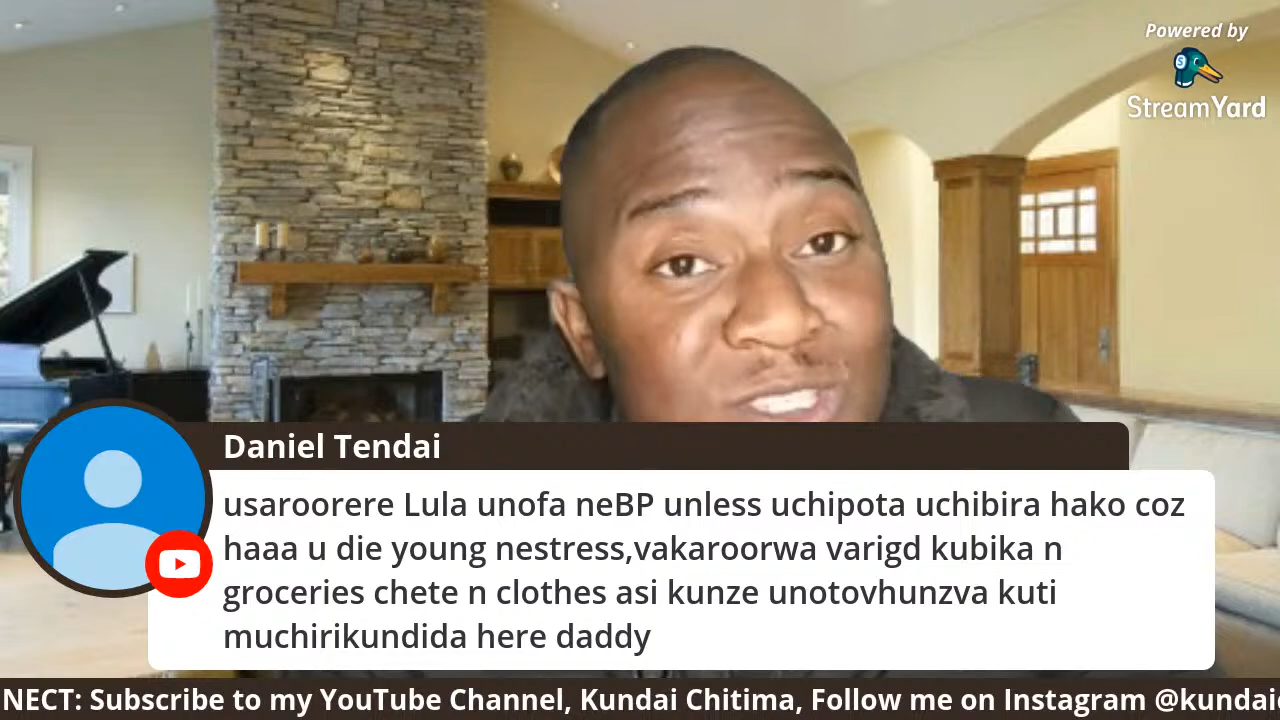 Powered by
StreamYard
Daniel Tendai
usaroorere Lula unofa neBP unless uchipota uchibira hako coz
haaa u die young nestress,vakaroorwa varigd kubika n
groceries chete n clothes asi kunze unotovhunzva kuti
muchirikundida here daddy
NECT: Subscribe to my YouTube Channel, Kundai Chitima, Follow me on Instagram @kundai